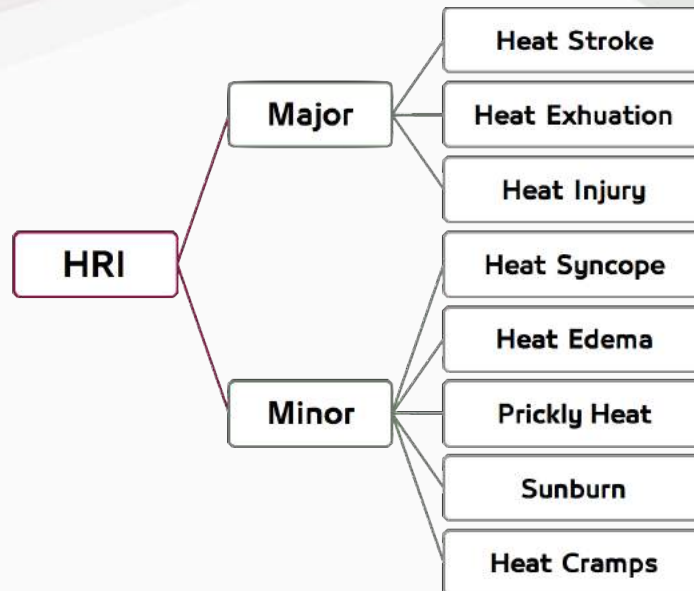 HRI
Major
Heat Stroke
Heat Exhuation
Heat Injury
Minor
Heat Syncope
Heat Edema
Prickly Heat
Sunburn
Heat Cramps